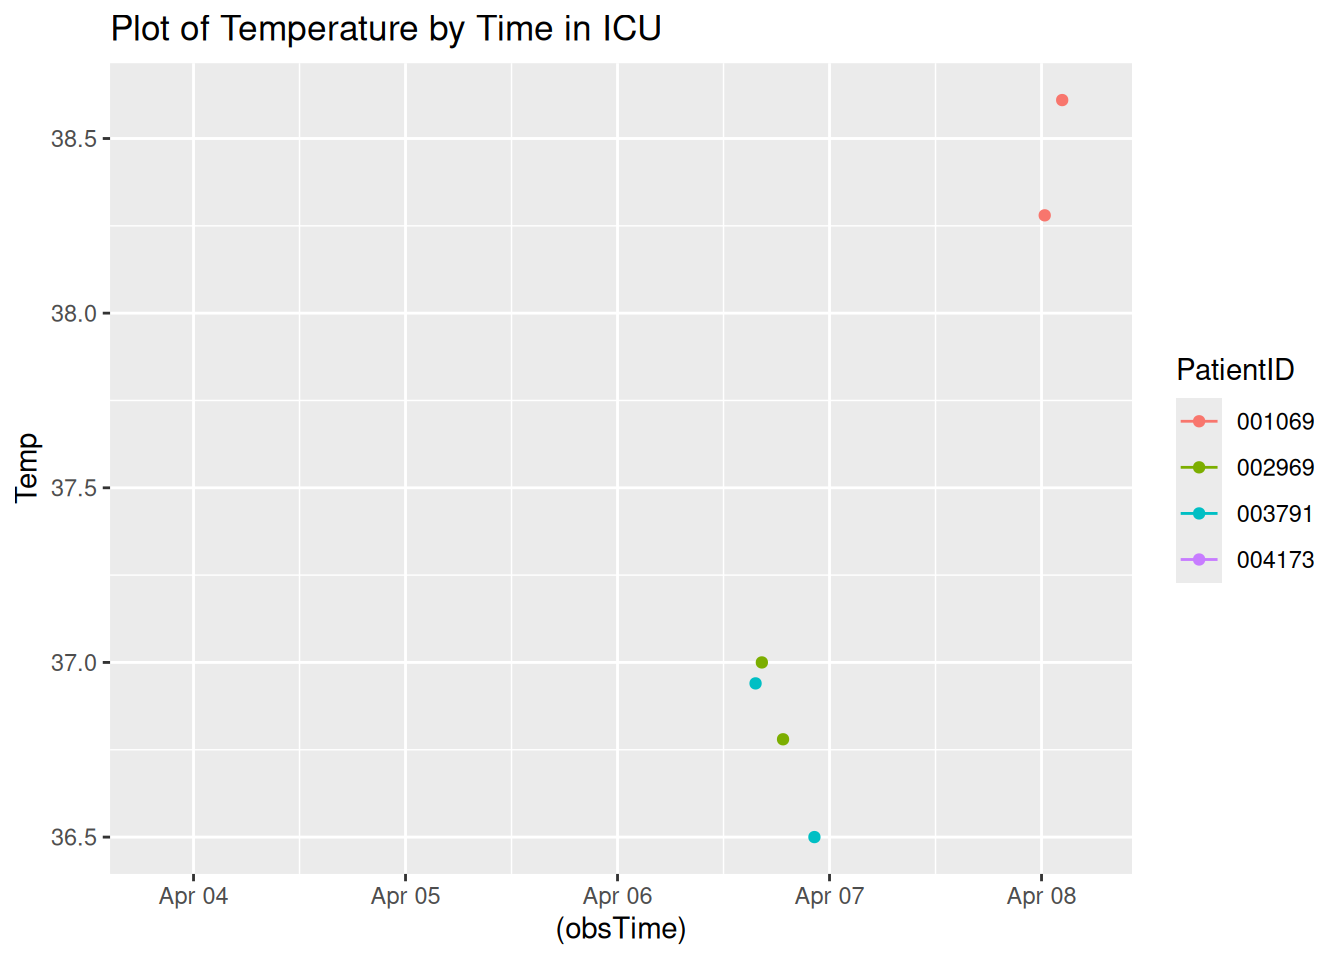 Plot of Temperature by Time in ICU
38.5
38.0
37.5
37.0
36.5
Temp
Apr 04
Apr 05
Apr 06
Apr 07
Apr 08
(obsTime)
PatientID
001069
002969
003791
004173